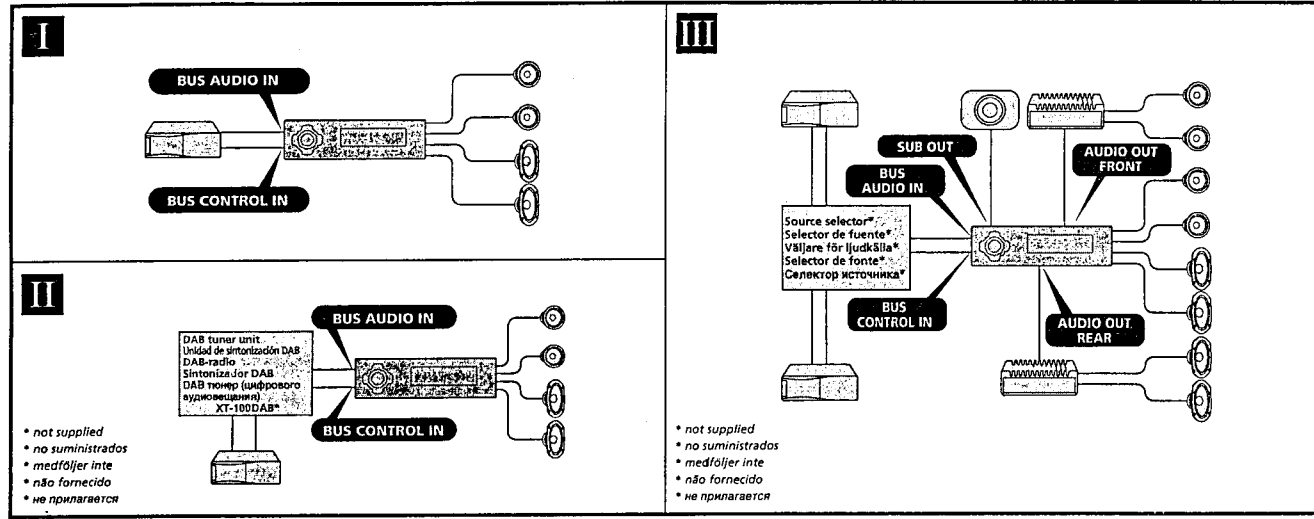 I
BUS AUDIO IN
BUS CONTROL IN
II
BUS AUDIO IN
DAB tuner unit
Unidad de sintonización DAB
DAB-radio
Sintonizador DAB
DAB тюнер (цифрового
аудиовещания)
XT-100DAB*
BUS CONTROL IN
* not supplied
* no suministrados
* medföljer inte
* não fornecido
* не прилагается
III
SUB OUT
AUDIO OUT
FRONT
BUS
AUDIO IN
Source selector*
Selector de fuente*
Väljare för ljudkälla*
Selector de fonte*
Селектор источника*
BUS
CONTROL IN
AUDIO OUT
REAR
* not supplied
* no suministrados
* medföljer inte
* não fornecido
* не прилагается